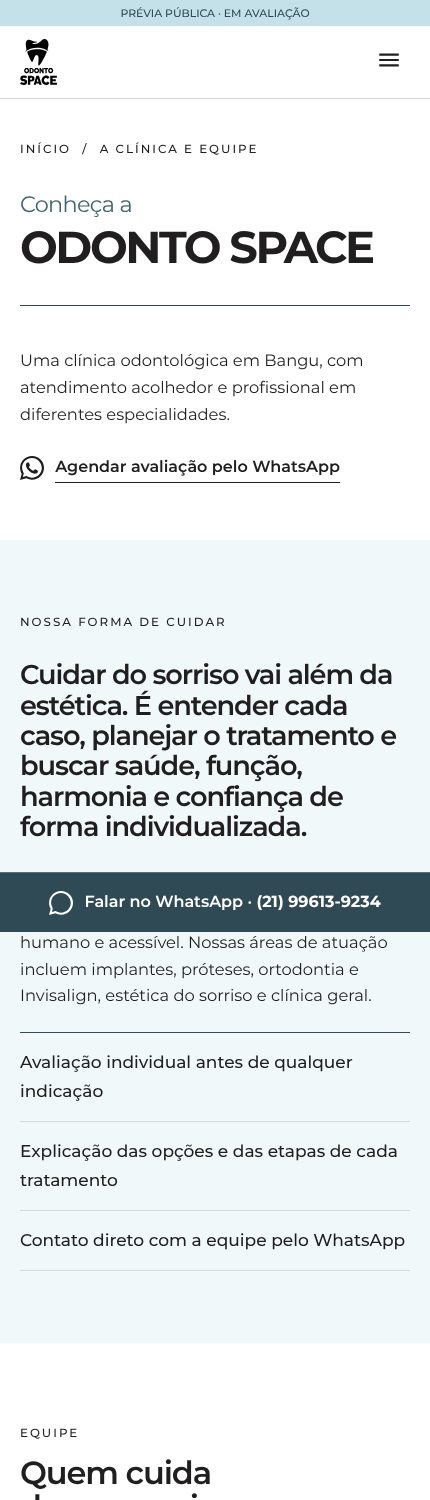 PRÉVIA PÚBLICA · EM AVALIAÇÃO
ODONTO
SPACE
INÍCIO / A CLÍNICA E EQUIPE
Conheça a
ODONTO SPACE
Uma clínica odontológica em Bangu, com
atendimento acolhedor e profissional em
diferentes especialidades.
Agendar avaliação pelo WhatsApp
NOSSA FORMA DE CUIDAR
Cuidar do sorriso vai além da
estética. É entender cada
caso, planejar o tratamento e
buscar saúde, função,
harmonia e confiança de
forma individualizada.
Falar no WhatsApp · (21) 99613-9234
humano e acessível. Nossas áreas de atuação
incluem implantes, próteses, ortodontia e
Invisalign, estética do sorriso e clínica geral.
Avaliação individual antes de qualquer
indicação
Explicação das opções e das etapas de cada
tratamento
Contato direto com a equipe pelo WhatsApp
EQUIPE
Quem cuida